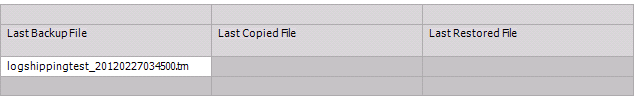 Last Backup File
Last Copied File
Last Restored File
logshippingtest_20120227034500.trn